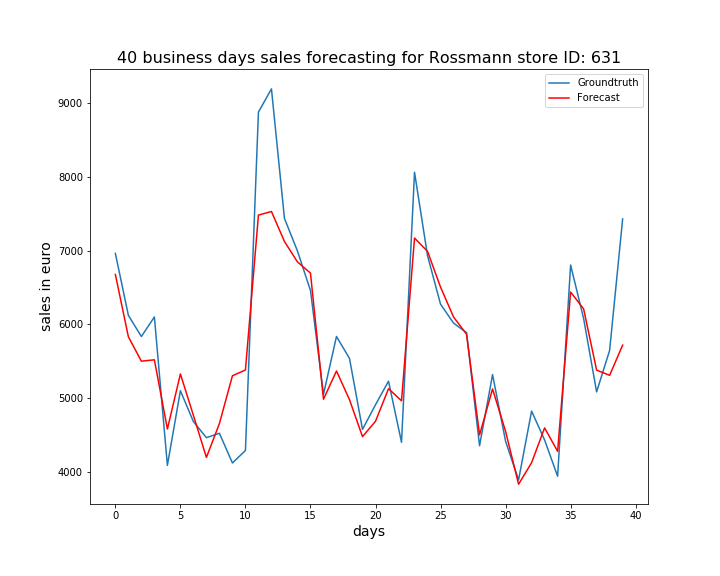 40 business days sales forecasting for Rossmann store ID: 631
Groundtruth
Forecast
sales in euro
9000
8000
7000
6000
5000
4000
0 5 10 15 20 25 30 35 40
days